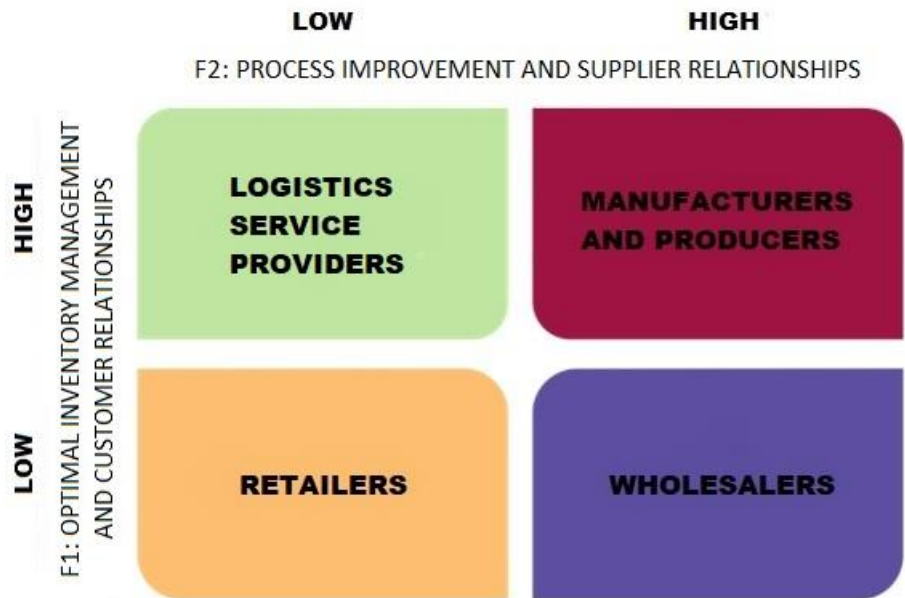 LOW HIGH
F2: PROCESS IMPROVEMENT AND SUPPLIER RELATIONSHIPS
HIGH
LOW
F1: OPTIMAL INVENTORY MANAGEMENT
AND CUSTOMER RELATIONSHIPS
LOGISTICS
SERVICE
PROVIDERS
MANUFACTURERS
AND PRODUCERS
RETAILERS
WHOLESALERS